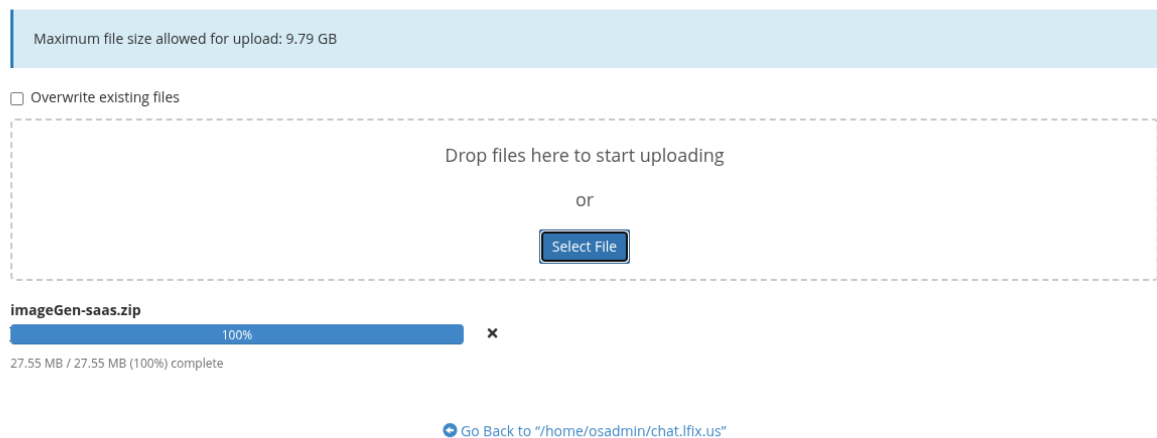 Maximum file size allowed for upload: 9.79 GB
Overwrite existing files
Drop files here to start uploading
or
Select File
imageGen-saas.zip
100%
27.55 MB / 27.55 MB (100%) complete
Go Back to “/home/osadmin/chat.lfix.us”